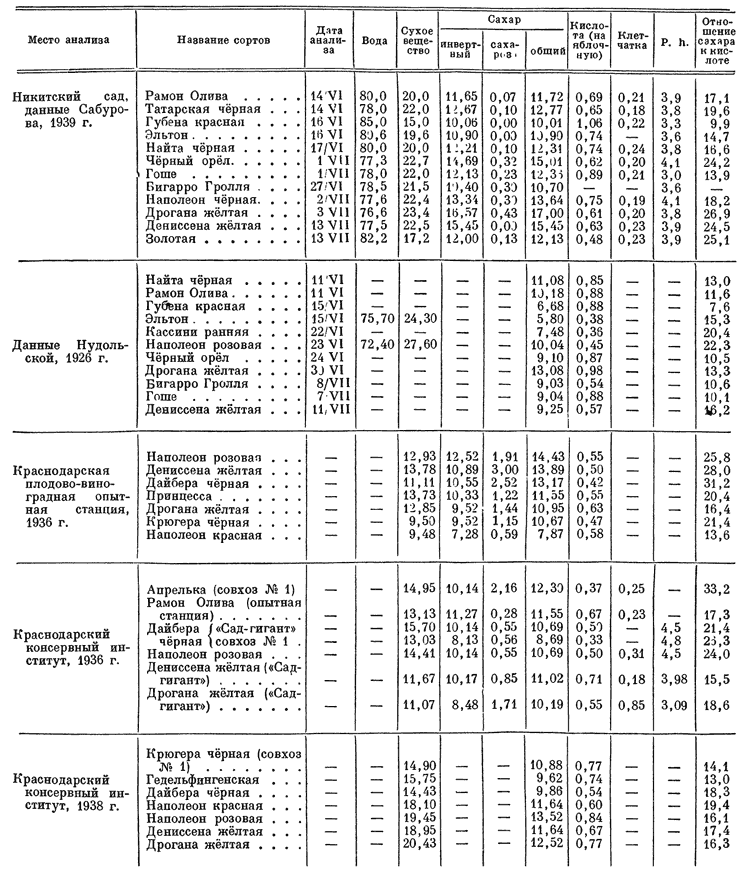 Место анализа | Название сортов | Дата анализа | Вода | Сухое вещество | Сахар: инвертный | сахароз. | общий | Кислота (на яблочную) | Клетчатка | P. h. | Отношение сахара к кислоте
Никитский сад, | Рамон Олива | 14 VI | 80,0 | 20,0 | 11,65 | 0,07 | 11,72 | 0,69 | 0,21 | 3,9 | 17,1
данные Сабуро- | Татарская чёрная | 14 VI | 78,0 | 22,0 | 12,67 | 0,10 | 12,77 | 0,65 | 0,18 | 3,8 | 19,6
ва, 1939 г. | Губена красная | 16 VI | 85,0 | 15,0 | 10,06 | 0,00 | 10,01 | 1,06 | 0,22 | 3,3 | 9,9
Эльтон | 16 VI | 80,6 | 19,6 | 10,90 | 0,00 | 10,90 | 0,74 | — | 3,6 | 14,7
Найта чёрная | 17/VI | 80,0 | 20,0 | 12,21 | 0,10 | 12,31 | 0,74 | 0,24 | 3,8 | 16,6
Чёрный орёл | 1 VII | 77,3 | 22,7 | 14,69 | 0,32 | 15,01 | 0,62 | 0,20 | 4,1 | 24,2
Гоше | 1/VII | 78,0 | 22,0 | 12,13 | 0,23 | 12,36 | 0,89 | 0,21 | 3,0 | 13,9
Бигарро Гролля | 27/VI | 78,5 | 21,5 | 10,40 | 0,30 | 10,70 | — | — | 3,6 | —
Наполеон чёрная | 2/VII | 77,6 | 22,4 | 13,34 | 0,30 | 13,64 | 0,75 | 0,19 | 4,1 | 18,2
Дрогана жёлтая | 3 VII | 76,6 | 23,4 | 16,57 | 0,43 | 17,00 | 0,61 | 0,20 | 3,8 | 26,9
Дениссена жёлтая | 13 VII | 77,5 | 22,5 | 15,45 | 0,00 | 15,45 | 0,63 | 0,23 | 3,9 | 24,5
Золотая | 13 VII | 82,2 | 17,2 | 12,00 | 0,13 | 12,13 | 0,48 | 0,23 | 3,9 | 25,1
Найта чёрная | 11 VI | — | — | — | — | 11,08 | 0,85 | — | — | 13,0
Рамон Олива | 11 VI | — | — | — | — | 10,18 | 0,88 | — | — | 11,6
Губена красная | 15/VI | — | — | — | — | 6,68 | 0,88 | — | — | 7,6
Эльтон | 15/VI | 75,70 | 24,30 | — | — | 5,80 | 0,38 | — | — | 15,3
Кассини ранняя | 22/VI | — | — | — | — | 7,48 | 0,36 | — | — | 20,4
Данные Нудоль- | Наполеон розовая | 23 VI | 72,40 | 27,60 | — | — | 10,04 | 0,45 | — | — | 22,3
ской, 1926 г. | Чёрный орёл | 24 VI | — | — | — | — | 9,10 | 0,87 | — | — | 10,5
Дрогана жёлтая | 30 VI | — | — | — | — | 13,08 | 0,98 | — | — | 13,3
Бигарро Гролля | 8/VII | — | — | — | — | 9,03 | 0,54 | — | — | 10,6
Гоше | 7 VII | — | — | — | — | 9,04 | 0,88 | — | — | 10,1
Дениссена жёлтая | 11/VII | — | — | — | — | 9,25 | 0,57 | — | — | 16,2
Наполеон розовая | — | — | 12,93 | 12,52 | 1,91 | 14,43 | 0,55 | — | — | 25,8
Краснодарская | Дениссена жёлтая | — | — | 13,78 | 10,89 | 3,00 | 13,89 | 0,50 | — | — | 28,0
плодово-вино- | Дайбера чёрная | — | — | 11,11 | 10,55 | 2,52 | 13,17 | 0,42 | — | — | 31,2
градная опыт- | Принцесса | — | — | 13,73 | 10,33 | 1,22 | 11,55 | 0,55 | — | — | 20,4
ная станция, | Дрогана жёлтая | — | — | 12,85 | 9,52 | 1,44 | 10,95 | 0,63 | — | — | 16,4
1936 г. | Крюгера чёрная | — | — | 9,50 | 9,52 | 1,15 | 10,67 | 0,47 | — | — | 21,4
Наполеон красная | — | — | 9,48 | 7,28 | 0,59 | 7,87 | 0,58 | — | — | 13,6
Апрелька (совхоз № 1) | — | — | 14,95 | 10,14 | 2,16 | 12,30 | 0,37 | 0,25 | — | 33,2
Рамон Олива (опытная
станция) | — | — | 13,13 | 11,27 | 0,28 | 11,55 | 0,67 | 0,23 | — | 17,3
Краснодарский | Дайбера {«Сад-гигант» | — | — | 15,70 | 10,14 | 0,55 | 10,69 | 0,50 | — | 4,5 | 21,4
консервный ин- | чёрная {совхоз № 1 | — | — | 13,03 | 8,13 | 0,56 | 8,69 | 0,33 | — | 4,8 | 26,3
ститут, 1936 г. | Наполеон розовая | — | — | 14,41 | 10,14 | 0,55 | 10,69 | 0,50 | 0,31 | 4,5 | 24,0
Дениссена жёлтая («Сад-
гигант») | — | — | 11,67 | 10,17 | 0,85 | 11,02 | 0,71 | 0,18 | 3,98 | 15,5
Дрогана жёлтая («Сад-
гигант») | — | — | 11,07 | 8,48 | 1,71 | 10,19 | 0,55 | 0,85 | 3,09 | 18,6
Крюгера чёрная (совхоз
№ 1) | — | — | 14,90 | — | — | 10,88 | 0,77 | — | — | 14,1
Краснодарский | Гедельфингенская | — | — | 15,75 | — | — | 9,62 | 0,74 | — | — | 13,0
консервный ин- | Дайбера чёрная | — | — | 14,43 | — | — | 9,86 | 0,54 | — | — | 18,3
ститут, 1938 г. | Наполеон красная | — | — | 18,10 | — | — | 11,64 | 0,60 | — | — | 19,4
Наполеон розовая | — | — | 19,45 | — | — | 13,52 | 0,84 | — | — | 16,1
Дениссена жёлтая | — | — | 18,95 | — | — | 11,64 | 0,67 | — | — | 17,4
Дрогана жёлтая | — | — | 20,43 | — | — | 12,52 | 0,77 | — | — | 16,3